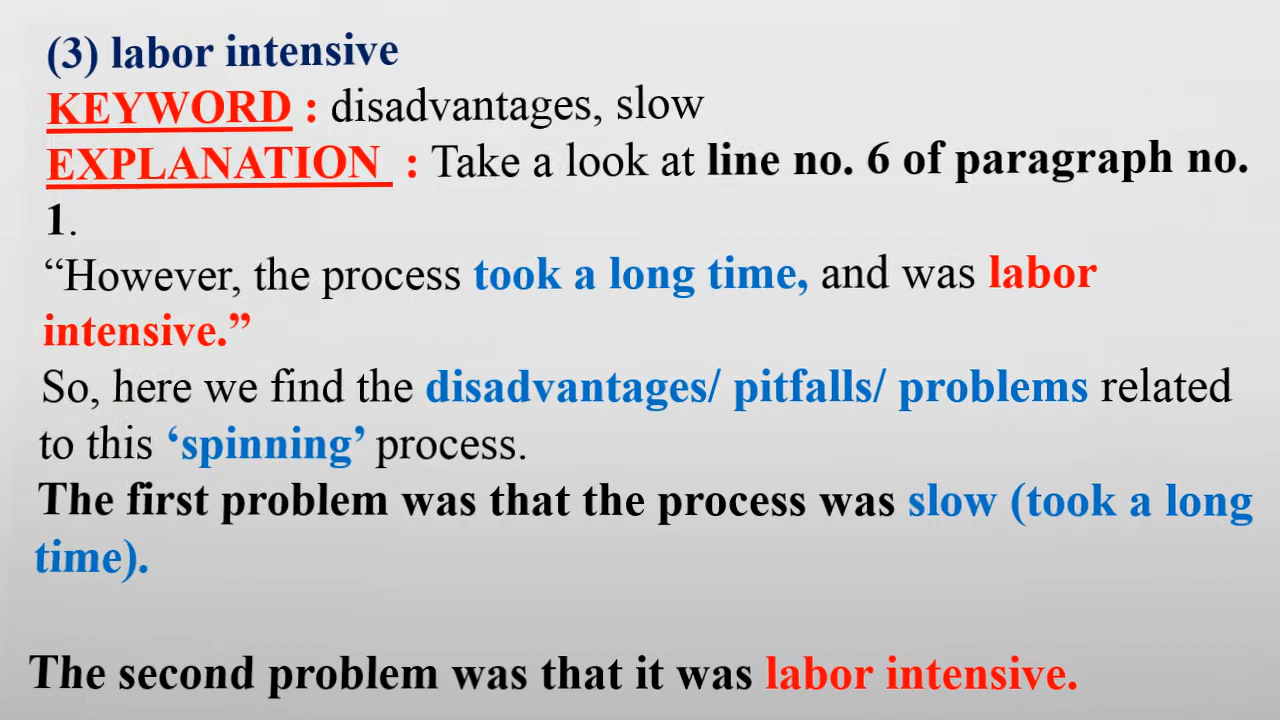 (3) labor intensive
KEYWORD : disadvantages, slow
EXPLANATION : Take a look at line no. 6 of paragraph no.
1.
“However, the process took a long time, and was labor
intensive.”
So, here we find the disadvantages/ pitfalls/ problems related
to this ‘spinning’ process.
The first problem was that the process was slow (took a long
time).
The second problem was that it was labor intensive.